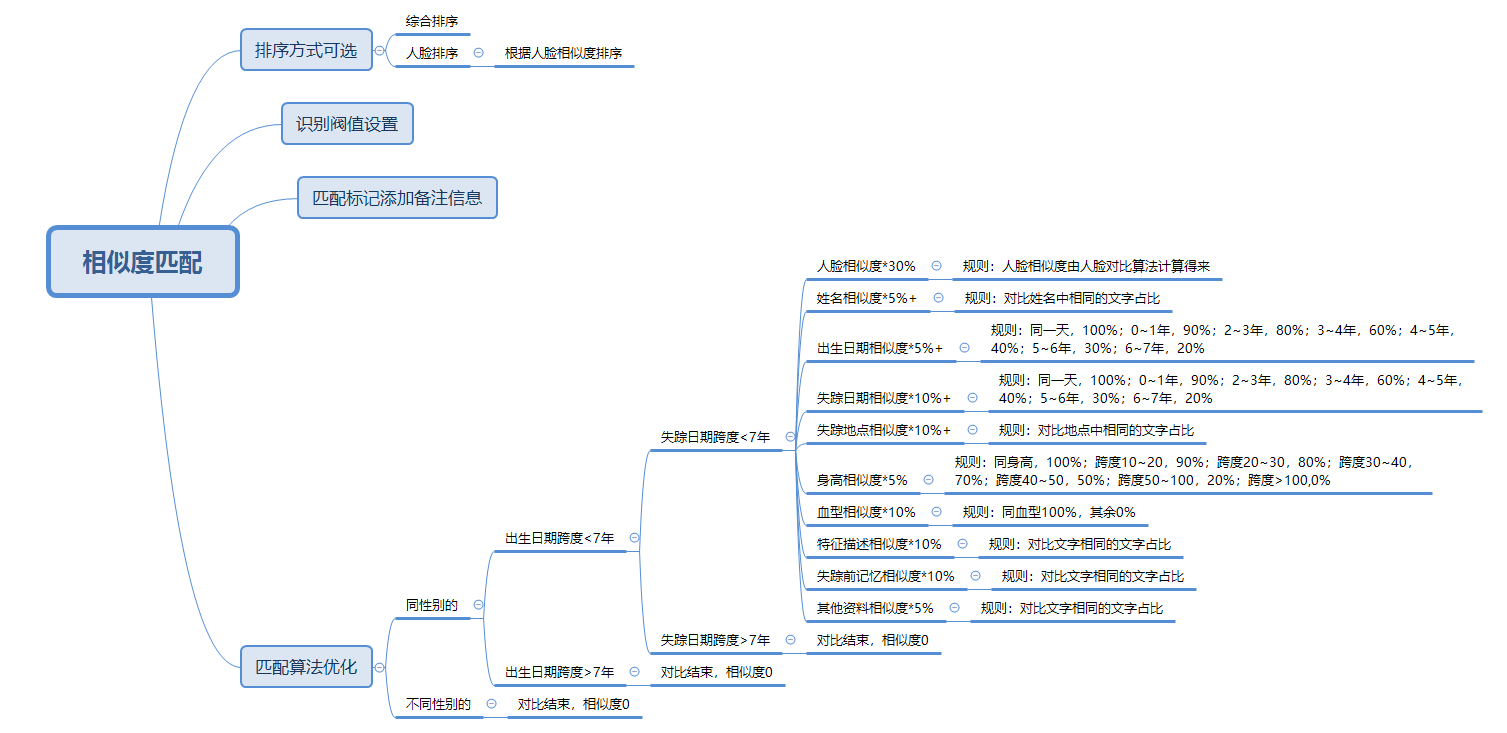 综合排序
排序方式可选
人脸排序
根据人脸相似度排序
识别阀值设置
匹配标记添加备注信息
相似度匹配
人脸相似度*30%
规则：人脸相似度由人脸对比算法计算得来
姓名相似度*5%+
规则：对比姓名中相同的文字占比
出生日期相似度*5%+
规则：同一天，100%；0~1年，90%；2~3年，80%；3~4年，60%；4~5年，
40%；5~6年，30%；6~7年，20%
失踪日期相似度*10%+
规则：同一天，100%；0~1年，90%；2~3年，80%；3~4年，60%；4~5年，
40%；5~6年，30%；6~7年，20%
失踪地点相似度*10%+
规则：对比地点中相同的文字占比
失踪日期跨度<7年
身高相似度*5%
规则：同身高，100%；跨度10~20，90%；跨度20~30，80%；跨度30~40，
70%；跨度40~50，50%；跨度50~100，20%；跨度>100,0%
血型相似度*10%
规则：同血型100%，其余0%
出生日期跨度<7年
特征描述相似度*10%
规则：对比文字相同的文字占比
失踪前记忆相似度*10%
规则：对比文字相同的文字占比
同性别的
其他资料相似度*5%
规则：对比文字相同的文字占比
失踪日期跨度>7年
对比结束，相似度0
匹配算法优化
出生日期跨度>7年
对比结束，相似度0
不同性别的
对比结束，相似度0